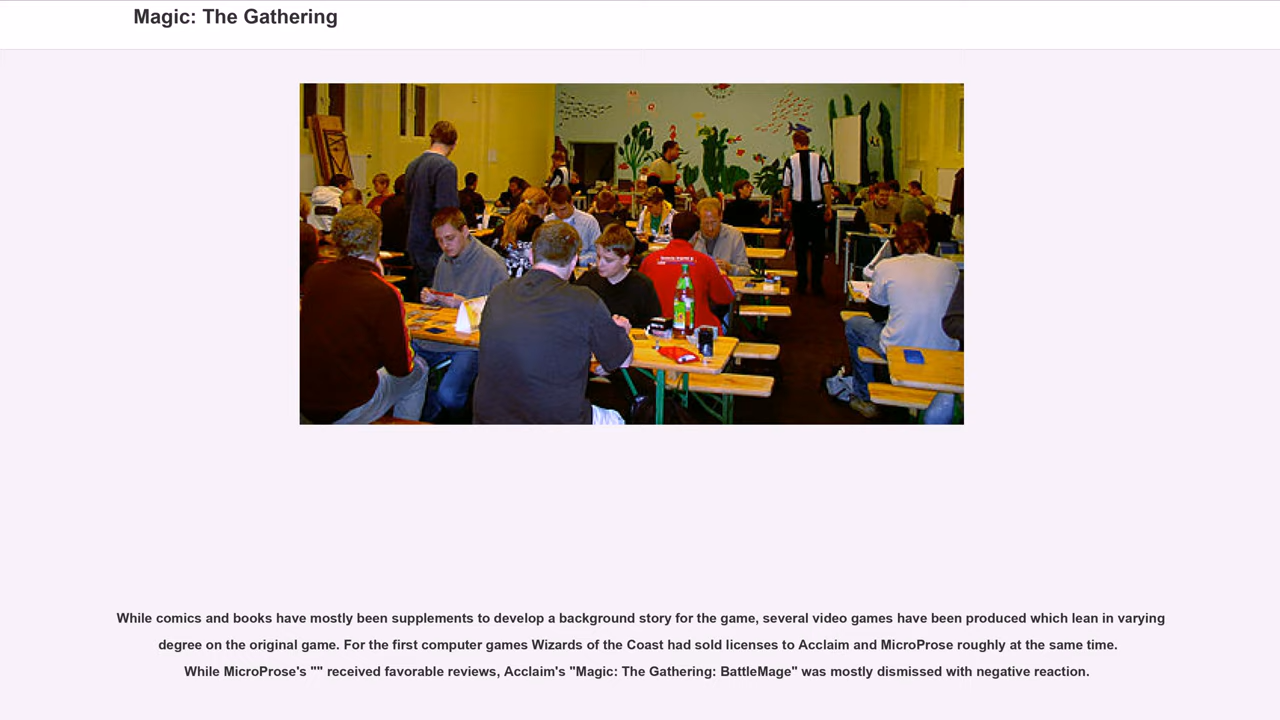 Magic: The Gathering
While comics and books have mostly been supplements to develop a background story for the game, several video games have been produced which lean in varying
degree on the original game. For the first computer games Wizards of the Coast had sold licenses to Acclaim and MicroProse roughly at the same time.
While MicroProse's "" received favorable reviews, Acclaim's "Magic: The Gathering: BattleMage" was mostly dismissed with negative reaction.